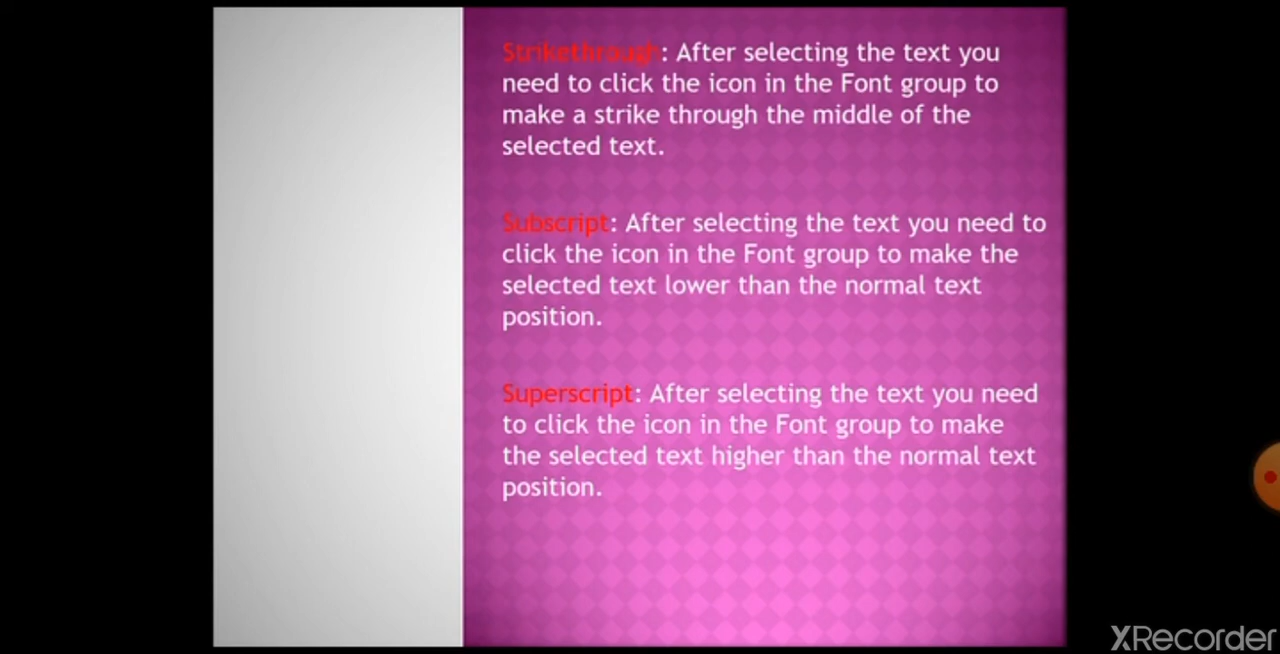 Strikethrough: After selecting the text you
need to click the icon in the Font group to
make a strike through the middle of the
selected text.
Subscript: After selecting the text you need to
click the icon in the Font group to make the
selected text lower than the normal text
position.
Superscript: After selecting the text you need
to click the icon in the Font group to make
the selected text higher than the normal text
position.
XRecorder